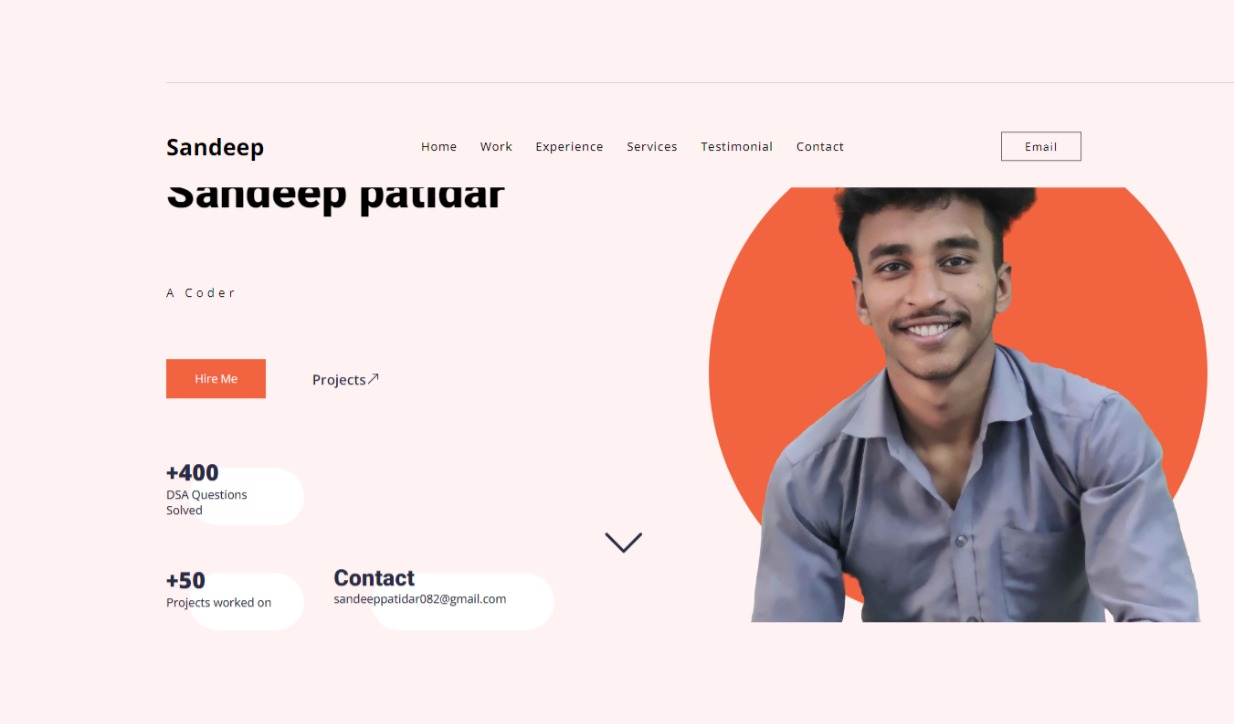 Sandeep
Home Work Experience Services Testimonial Contact
Email
Sandeep patidar
A Coder
Hire Me
Projects
+400
DSA Questions
Solved
+50
Projects worked on
Contact
sandeeppatidar082@gmail.com